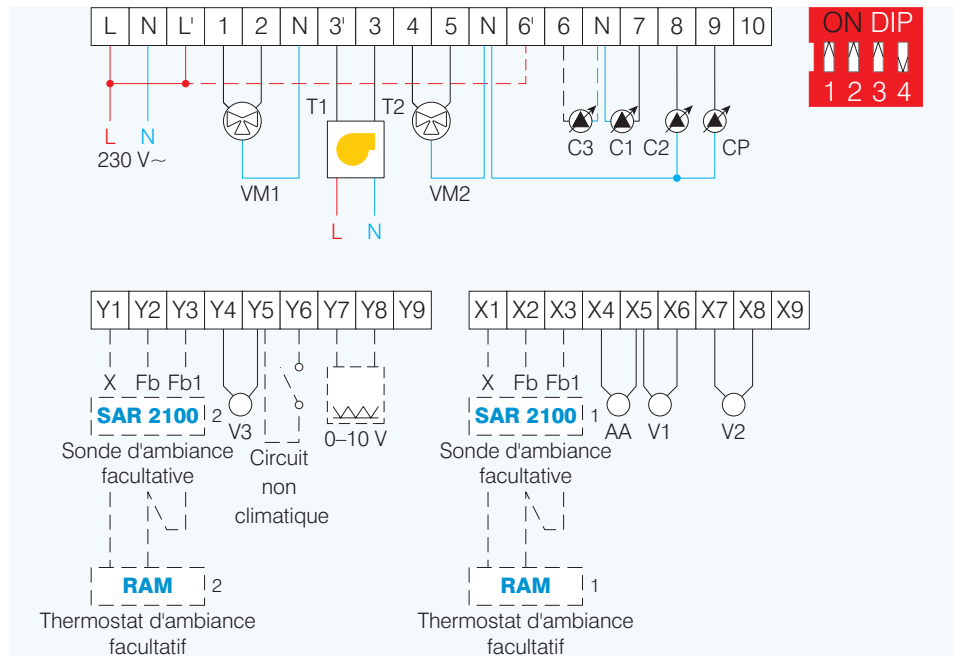 L N L' 1 2 N 3' 3 4 5 N 6' 6 N 7 8 9 10
ON DIP
1 2 3 4
T1 T2
L N
230 V~
C3 C1 C2 CP
VM1 VM2
L N
Y1 Y2 Y3 Y4 Y5 Y6 Y7 Y8 Y9
X1 X2 X3 X4 X5 X6 X7 X8 X9
X Fb Fb1
SAR 2100 2
V3
0–10 V
Sonde d'ambiance
facultative
Circuit
non
climatique
RAM 2
Thermostat d'ambiance
facultatif
X Fb Fb1
SAR 2100 1
AA V1 V2
Sonde d'ambiance
facultative
RAM 1
Thermostat d'ambiance
facultatif